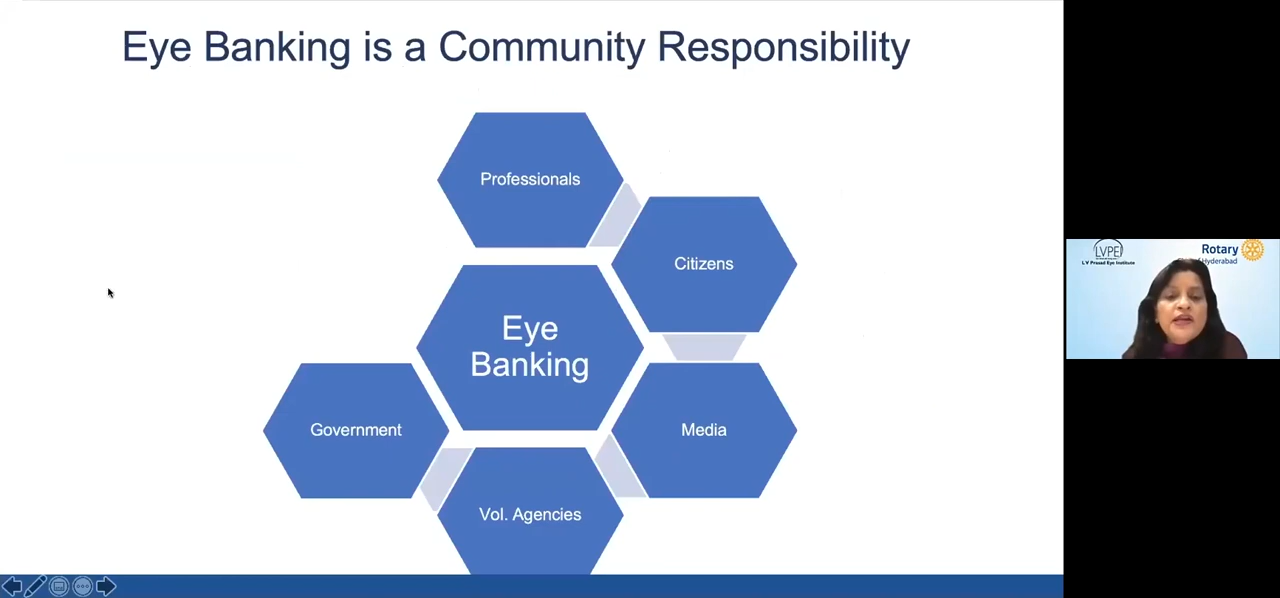 Eye Banking is a Community Responsibility
Professionals
Citizens
Eye
Banking
Government
Media
Vol. Agencies
LVPEI
L V Prasad Eye Institute
Rotary
Hyderabad